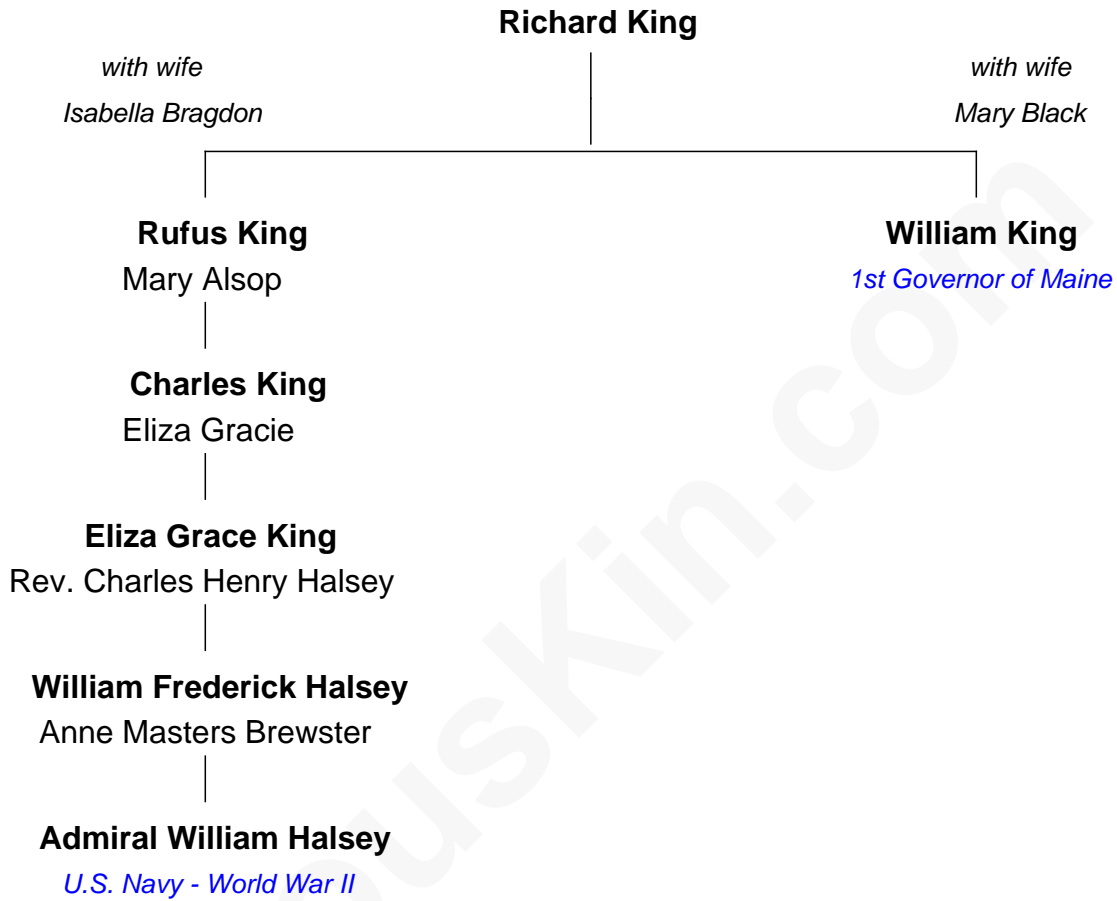 Richard King
with wife
Isabella Bragdon
with wife
Mary Black
Rufus King
Mary Alsop
William King
1st Governor of Maine
Charles King
Eliza Gracie
Eliza Grace King
Rev. Charles Henry Halsey
William Frederick Halsey
Anne Masters Brewster
Admiral William Halsey
U.S. Navy - World War II
ousKin.com